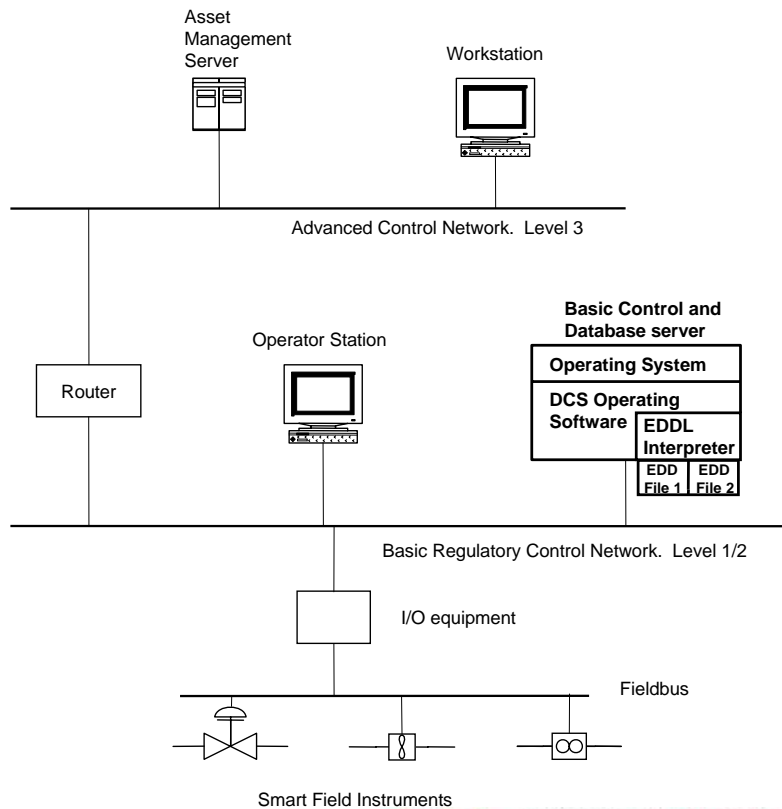 Asset
Management
Server
Workstation
Advanced Control Network. Level 3
Basic Control and
Database server
Operator Station
Operating System
Router
DCS Operating
Software
EDDL
Interpreter
EDD
File 1
EDD
File 2
Basic Regulatory Control Network. Level 1/2
I/O equipment
Fieldbus
Smart Field Instruments